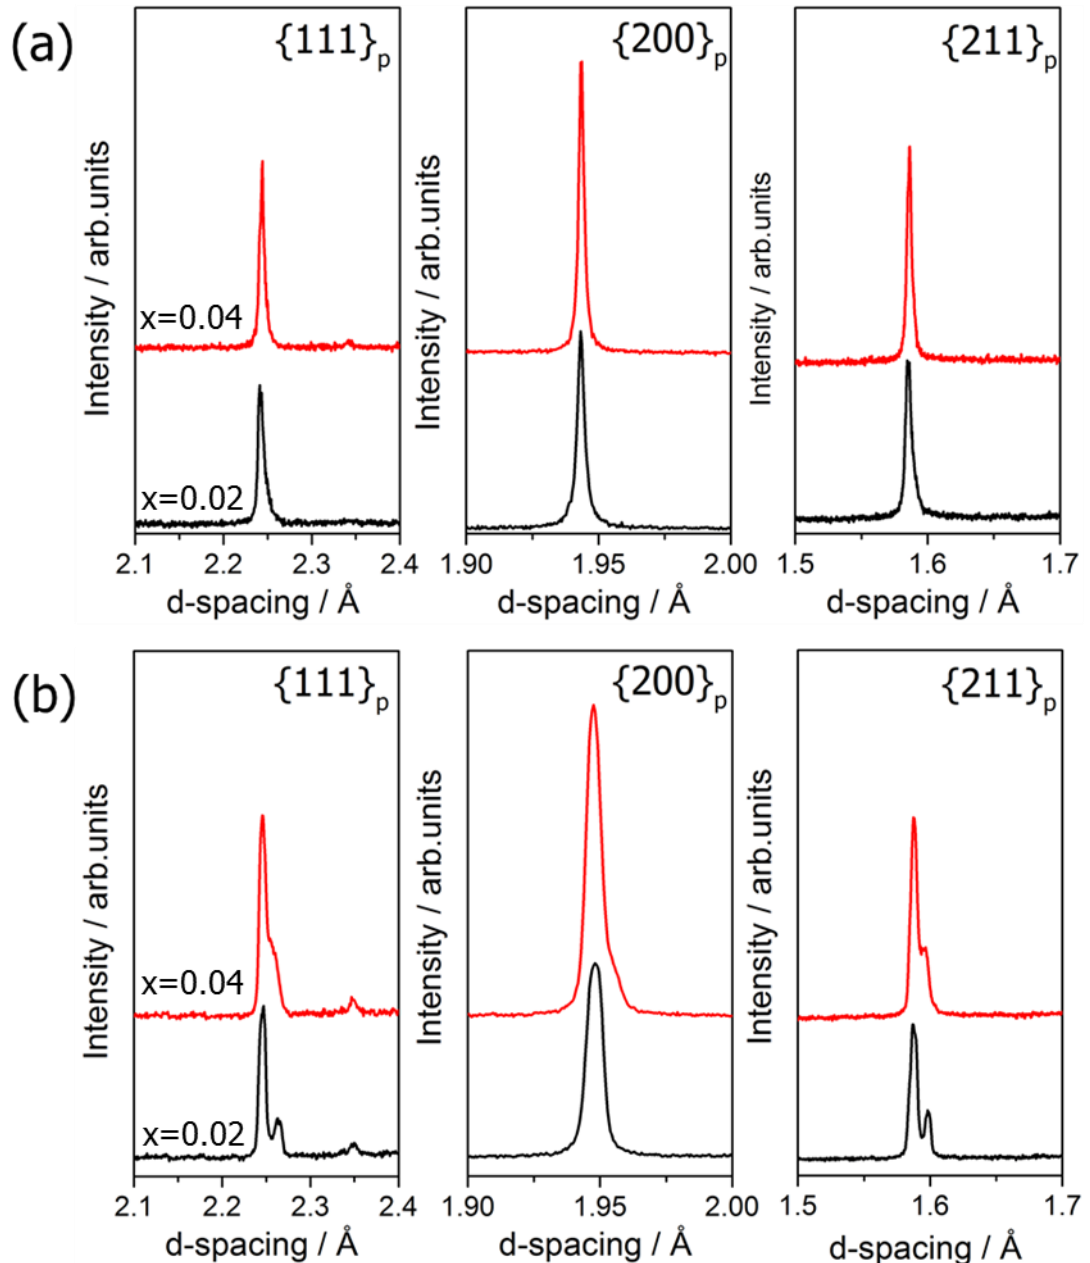 (a)
{111}p
{200}p
{211}p
Intensity / arb.units
Intensity / arb.units
Intensity / arb.units
x=0.04
x=0.02
2.1 2.2 2.3 2.4
1.90 1.95 2.00
1.5 1.6 1.7
d-spacing / Å
d-spacing / Å
d-spacing / Å
(b)
{111}p
{200}p
{211}p
Intensity / arb.units
Intensity / arb.units
Intensity / arb.units
x=0.04
x=0.02
2.1 2.2 2.3 2.4
1.90 1.95 2.00
1.5 1.6 1.7
d-spacing / Å
d-spacing / Å
d-spacing / Å